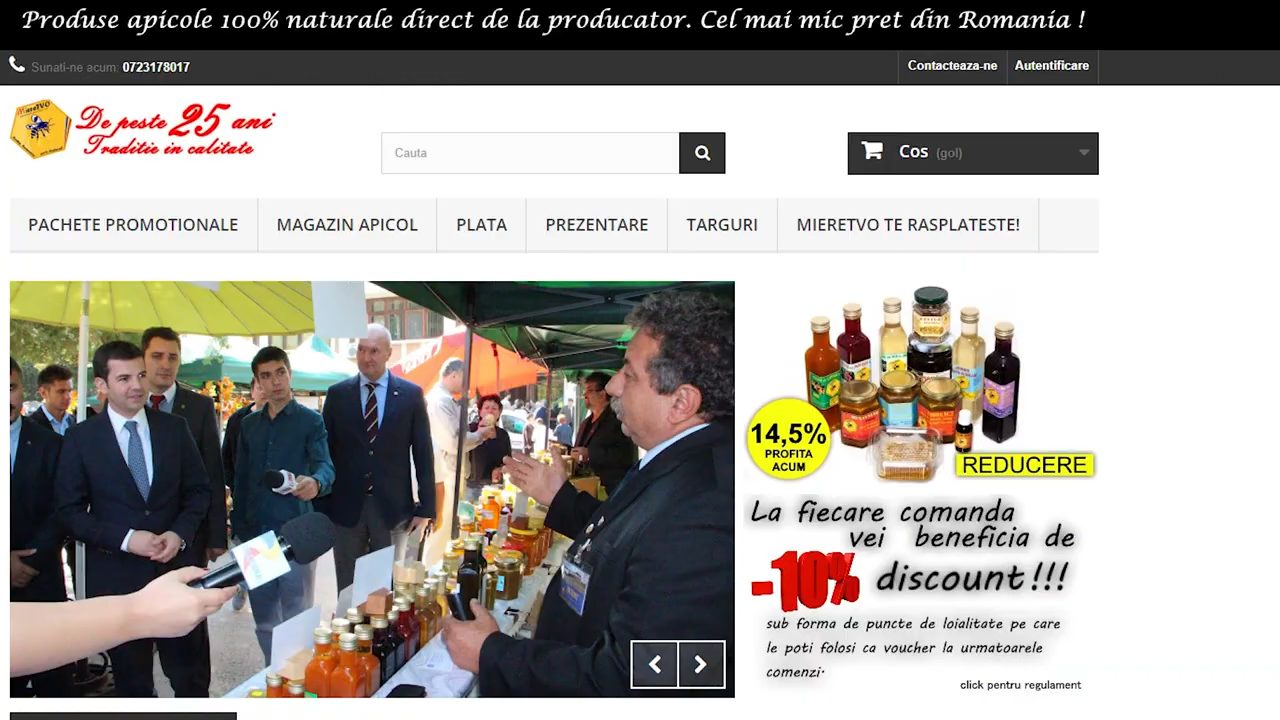 Produse apicole 100% naturale direct de la producator. Cel mai mic pret din Romania !
Sunati-ne acum: 0723178017
Contacteaza-ne
Autentificare
MiereTVO
De peste 25 ani
Traditie in calitate
Cauta
Cos (gol)
PACHETE PROMOTIONALE
MAGAZIN APICOL
PLATA
PREZENTARE
TARGURI
MIERETVO TE RASPLATESTE!
14,5%
PROFITA
ACUM
REDUCERE
La fiecare comanda
vei beneficia de
-10% discount!!!
sub forma de puncte de loialitate pe care
le poti folosi ca voucher la urmatoarele
comenzi.
click pentru regulament